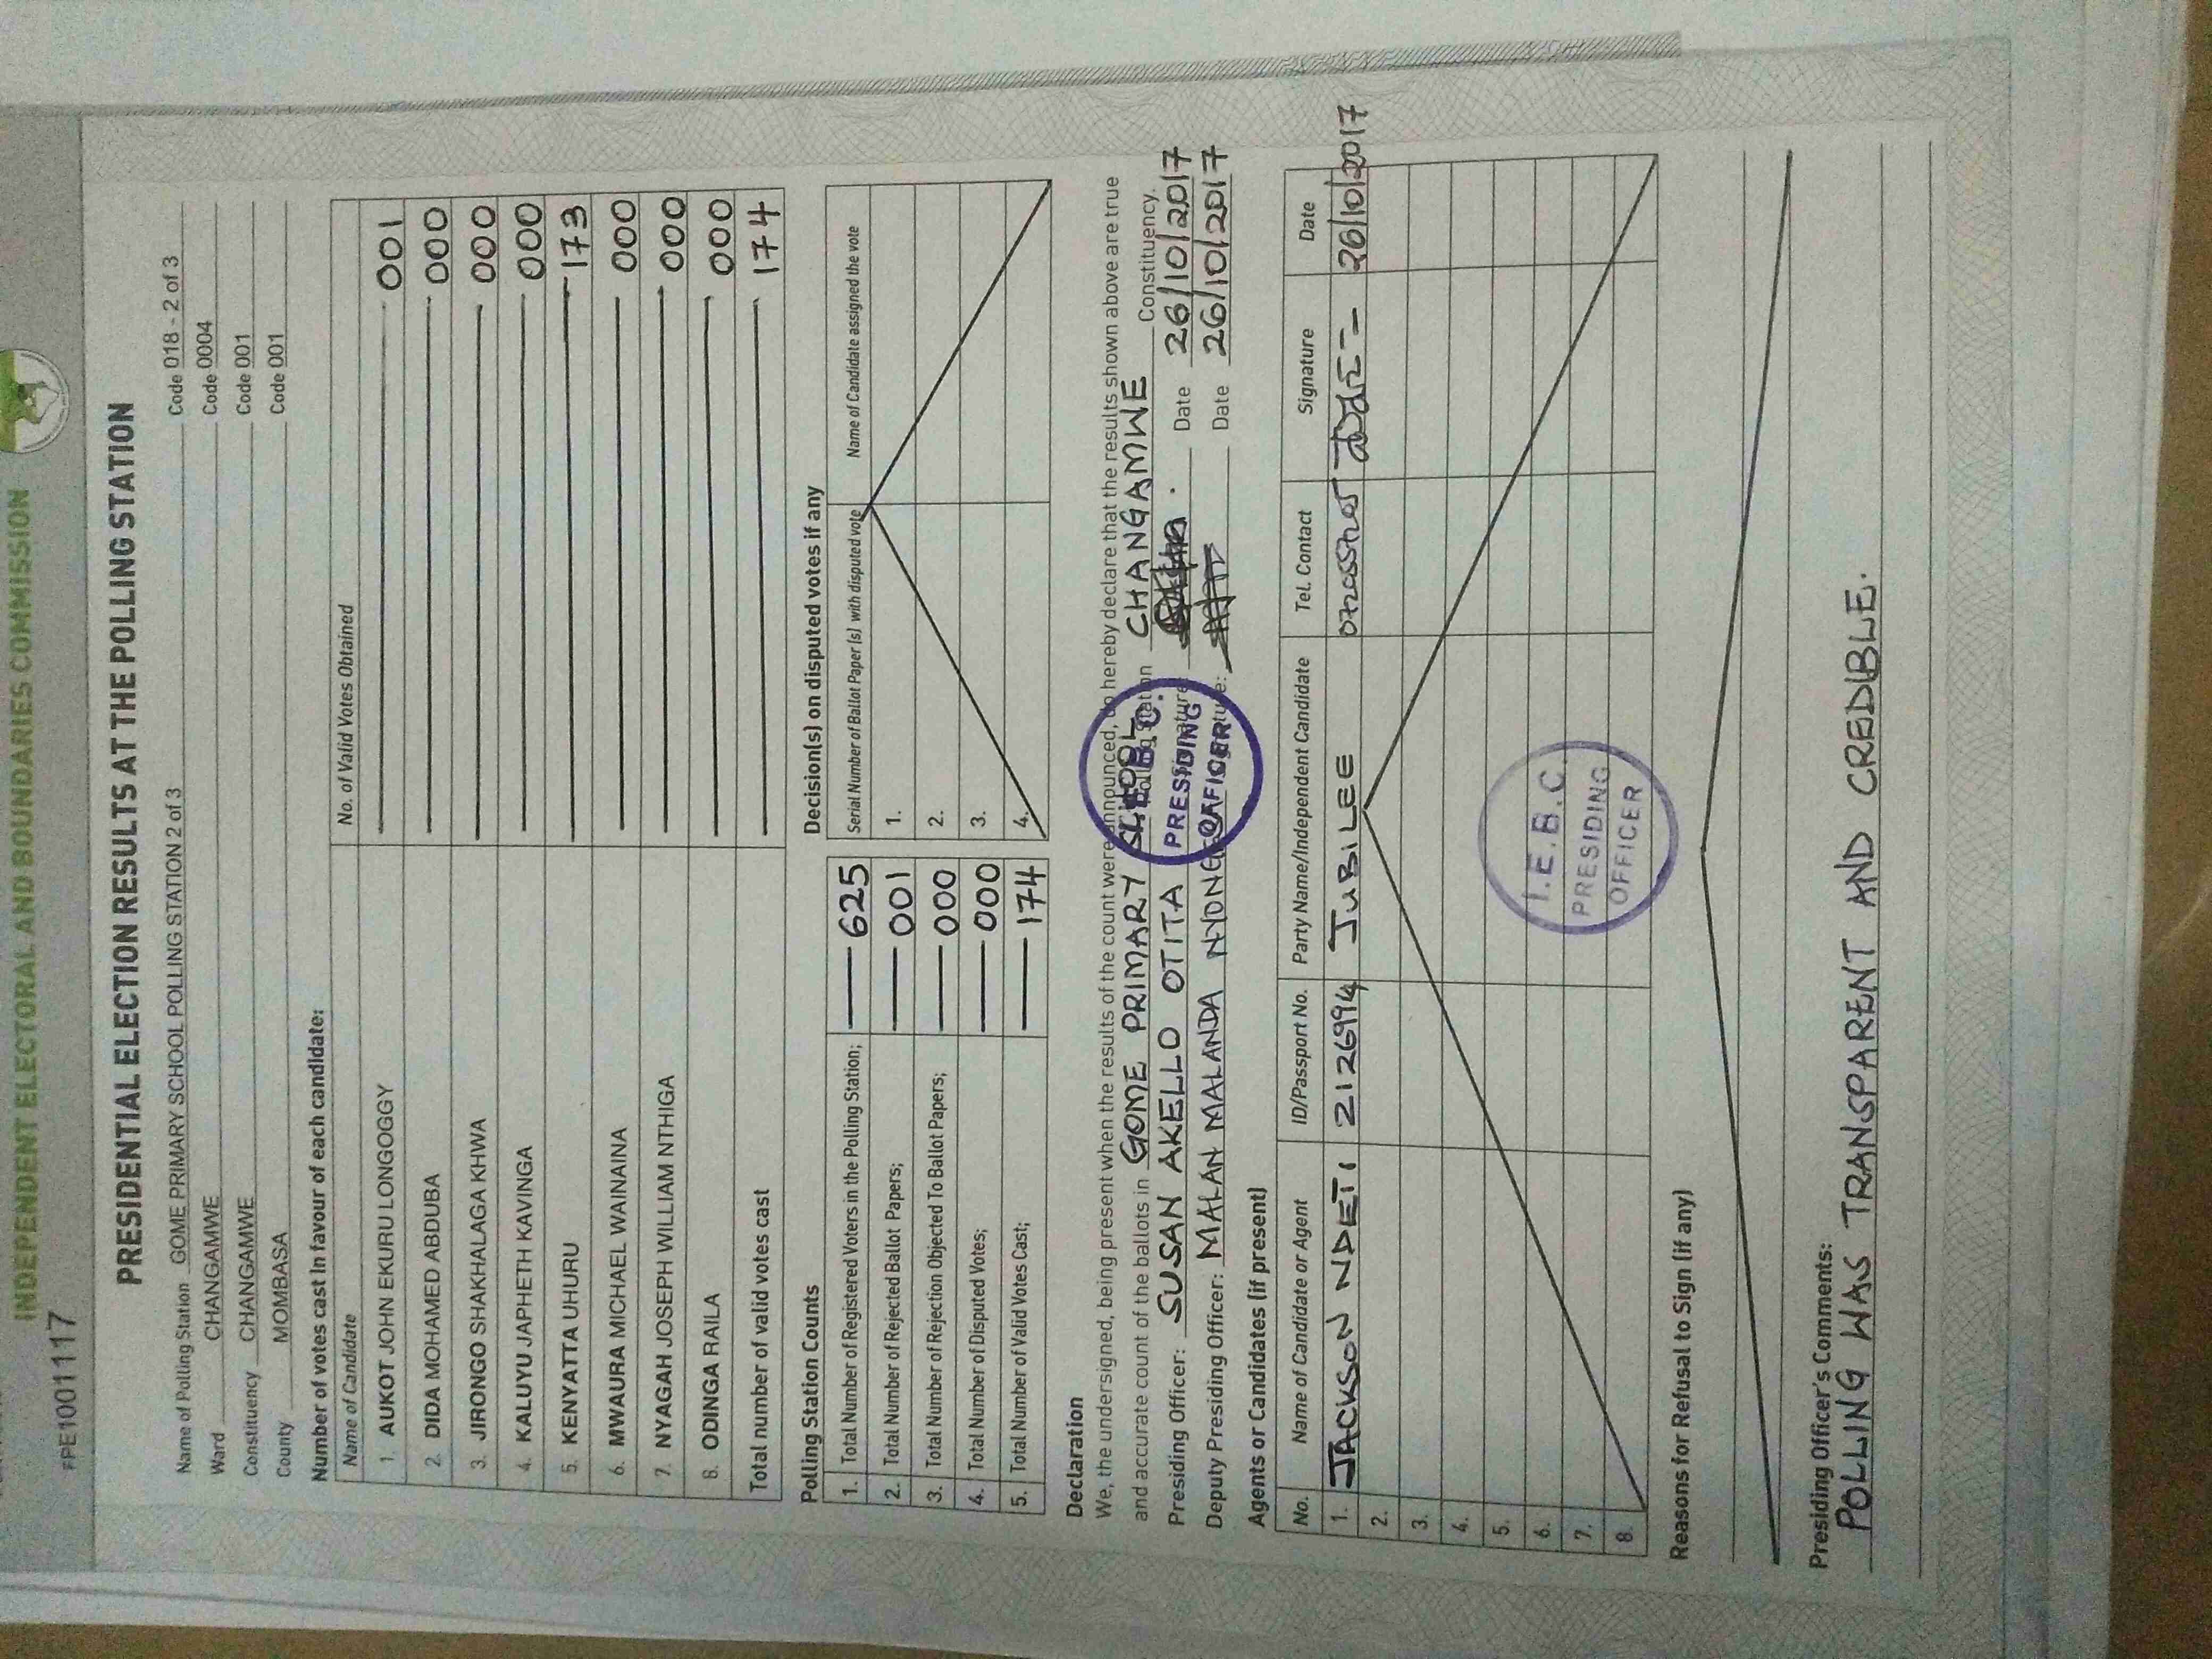 INDEPENDENT ELECTORAL AND BOUNDARIES COMMISSION
FPE1001117
PRESIDENTIAL ELECTION RESULTS AT THE POLLING STATION
Name of Polling Station GOME PRIMARY SCHOOL POLLING STATION 2 of 3 Code 018 - 2 of 3
Ward CHANGAMWE Code 0004
Constituency CHANGAMWE Code 001
County MOMBASA Code 001
Number of votes cast In favour of each candidate:
Name of Candidate No. of Valid Votes Obtained
1. AUKOT JOHN EKURU LONGOGGY 001
2. DIDA MOHAMED ABDUBA 000
3. JIRONGO SHAKHALAGA KHWA 000
4. KALUYU JAPHETH KAVINGA 000
5. KENYATTA UHURU 173
6. MWAURA MICHAEL WAINAINA 000
7. NYAGAH JOSEPH WILLIAM NTHIGA 000
8. ODINGA RAILA 000
Total number of valid votes cast 174
Polling Station Counts
1. Total Number of Registered Voters in the Polling Station; 625
2. Total Number of Rejected Ballot Papers; 001
3. Total Number of Rejection Objected To Ballot Papers; 000
4. Total Number of Disputed Votes; 000
5. Total Number of Valid Votes Cast; 174
Decision(s) on disputed votes if any
Serial Number of Ballot Paper (s) with disputed vote Name of Candidate assigned the vote
1.
2.
3.
4.
Declaration
We, the undersigned, being present when the results of the count were announced, do hereby declare that the results shown above are true
and accurate count of the ballots in GOME PRIMARY SCHOOL Polling Station CHANGAMWE Constituency.
Presiding Officer: SUSAN AKELLO OTITA Signature: Date 26/10/2017
Deputy Presiding Officer: MALAN MALANDA Signature: Date 26/10/2017
I.E.B.C.
PRESIDING
OFFICER
Agents or Candidates (if present)
No. Name of Candidate or Agent ID/Passport No. Party Name/Independent Candidate Tel. Contact Signature Date
1. JACKSON NDETI 21269914 JUBILEE 26/10/2017
2.
3.
4.
5.
6.
7.
8.
I.E.B.C.
PRESIDING
OFFICER
Reasons for Refusal to Sign (if any)
Presiding Officer's Comments:
POLLING WAS TRANSPARENT AND CREDIBLE.